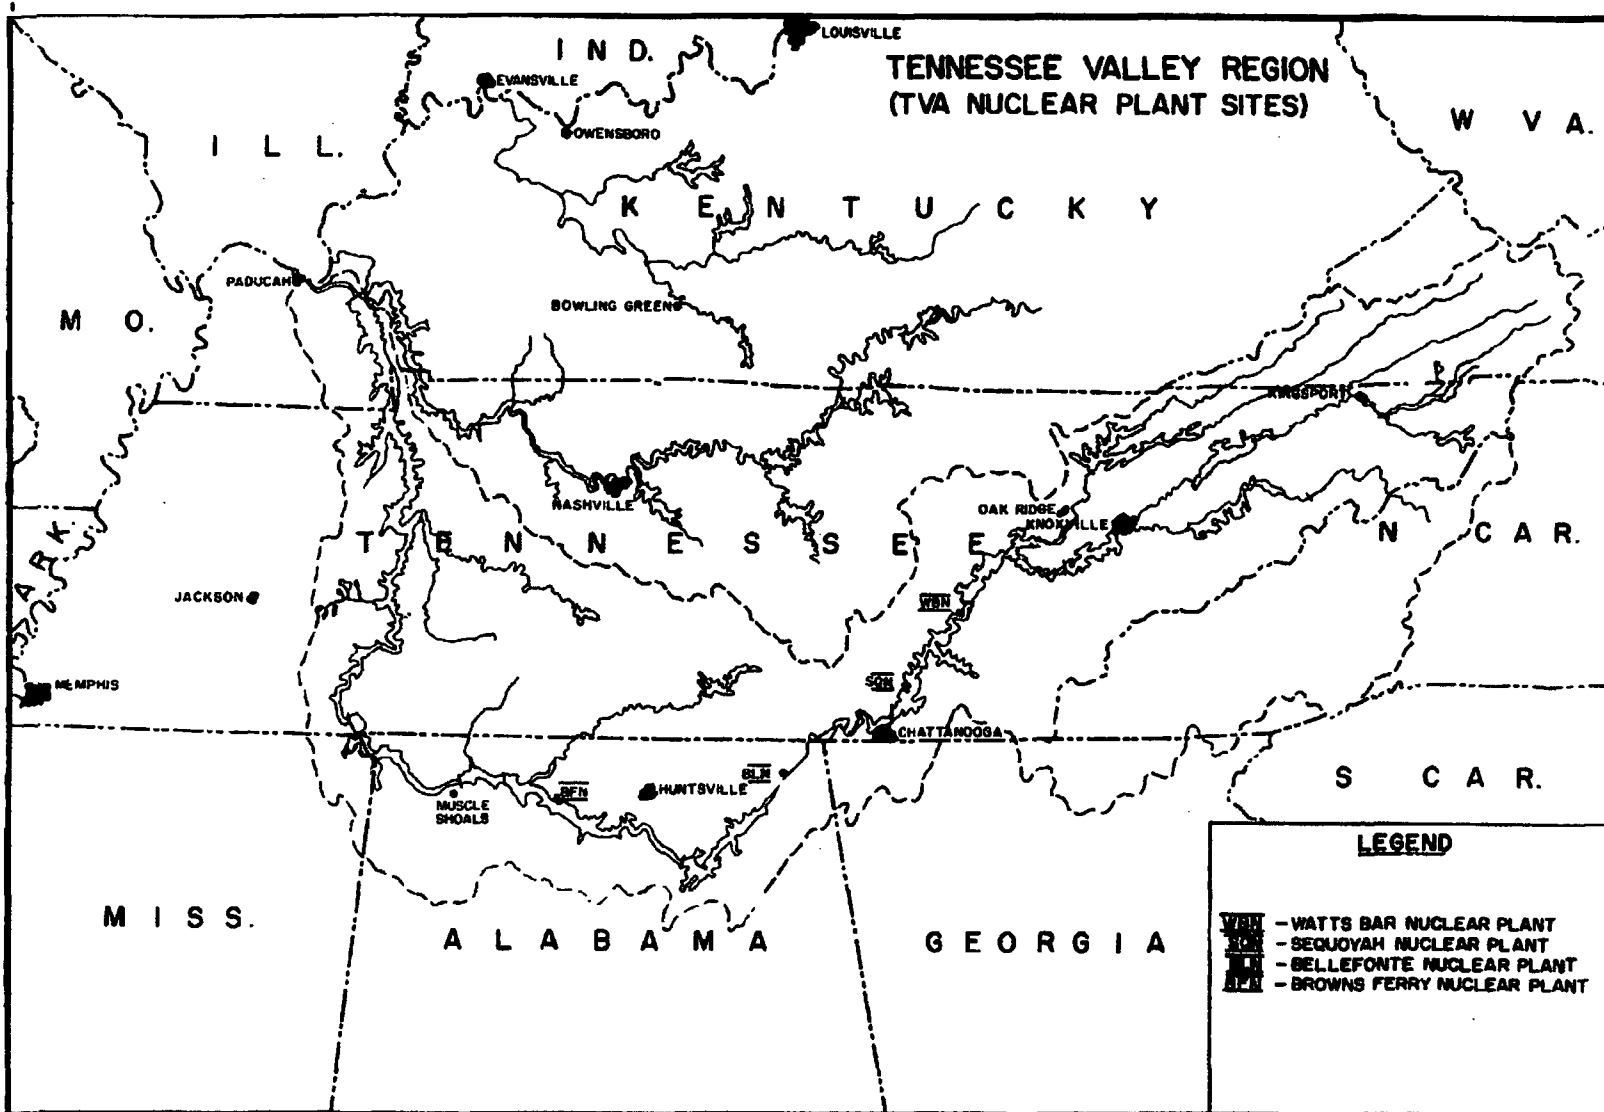 LOUISVILLE
IND.
TENNESSEE VALLEY REGION
(TVA NUCLEAR PLANT SITES)
EVANSVILLE
OWENSBORO
W VA.
ILL.
KENTUCKY
PADUCAH
BOWLING GREEN
MO.
KINGSPORT
NASHVILLE
OAK RIDGE
KNOXVILLE
TENNESSEE
N CAR.
ARK.
JACKSON
WBN
MEMPHIS
SQN
CHATTANOOGA
BLN
BFN
HUNTSVILLE
MUSCLE
SHOALS
S CAR.
LEGEND
MISS.
ALABAMA
GEORGIA
WBN - WATTS BAR NUCLEAR PLANT
SQN - SEQUOYAH NUCLEAR PLANT
BLN - BELLEFONTE NUCLEAR PLANT
BFN - BROWNS FERRY NUCLEAR PLANT